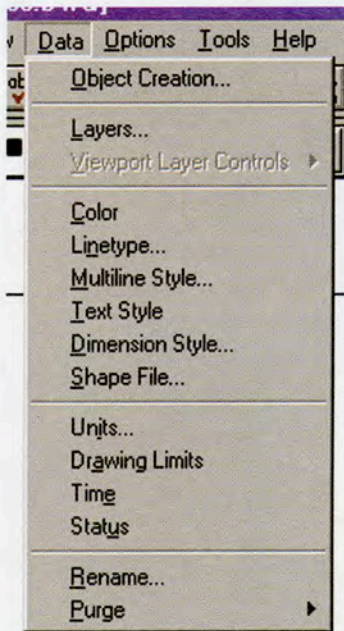 Data Options Tools Help
Object Creation...
Layers...
Viewport Layer Controls
Color
Linetype...
Multiline Style...
Text Style
Dimension Style...
Shape File...
Units...
Drawing Limits
Time
Status
Rename...
Purge